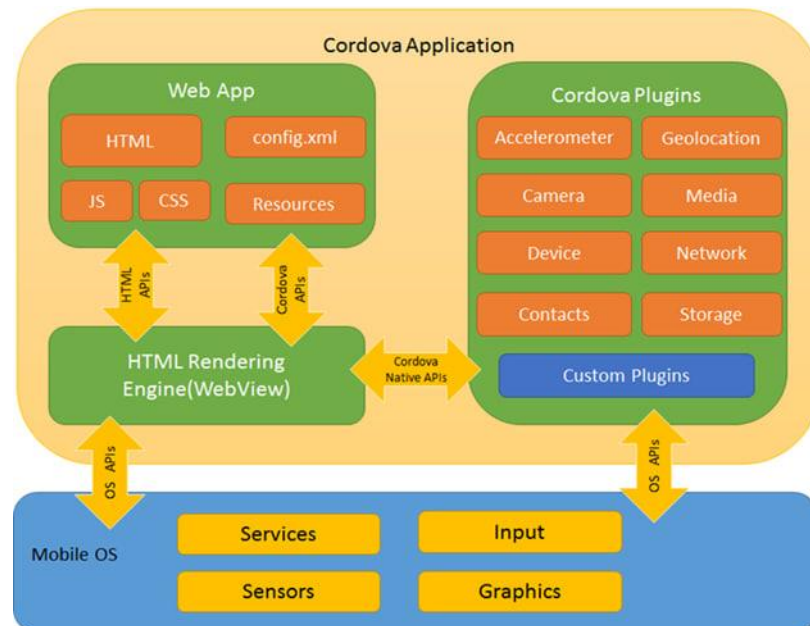 Cordova Application
Web App
HTML
config.xml
JS
CSS
Resources
HTML
APIs
Cordova
APIs
HTML Rendering
Engine(WebView)
Cordova
Native APIs
Cordova Plugins
Accelerometer
Geolocation
Camera
Media
Device
Network
Contacts
Storage
Custom Plugins
OS APIs
OS APIs
Mobile OS
Services
Input
Sensors
Graphics